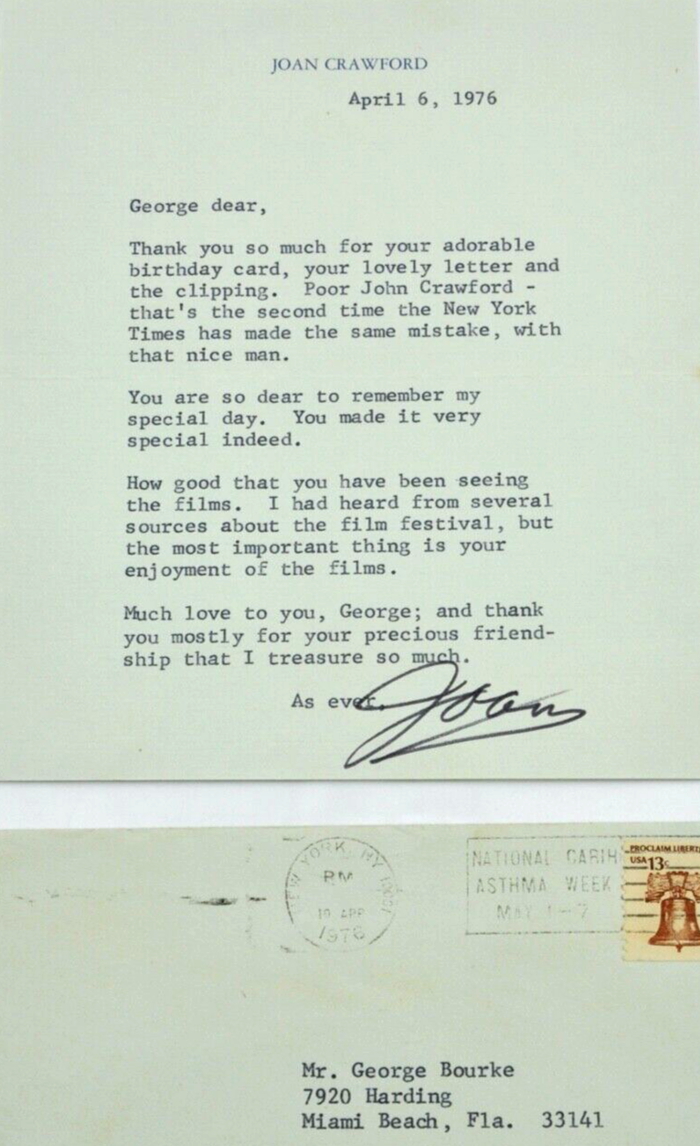 JOAN CRAWFORD
April 6, 1976
George dear,
Thank you so much for your adorable
birthday card, your lovely letter and
the clipping.  Poor John Crawford -
that's the second time the New York
Times has made the same mistake, with
that nice man.
You are so dear to remember my
special day.  You made it very
special indeed.
How good that you have been seeing
the films.  I had heard from several
sources about the film festival, but
the most important thing is your
enjoyment of the films.
Much love to you, George; and thank
you mostly for your precious friend-
ship that I treasure so much.
As ever,
Joan
NEW YORK, NY
PM
10 APR
1976
NATIONAL
ASTHMA WEEK
MAY 1-7
PROCLAIM LIBERT
USA 13c
Mr. George Bourke
7920 Harding
Miami Beach, Fla.  33141